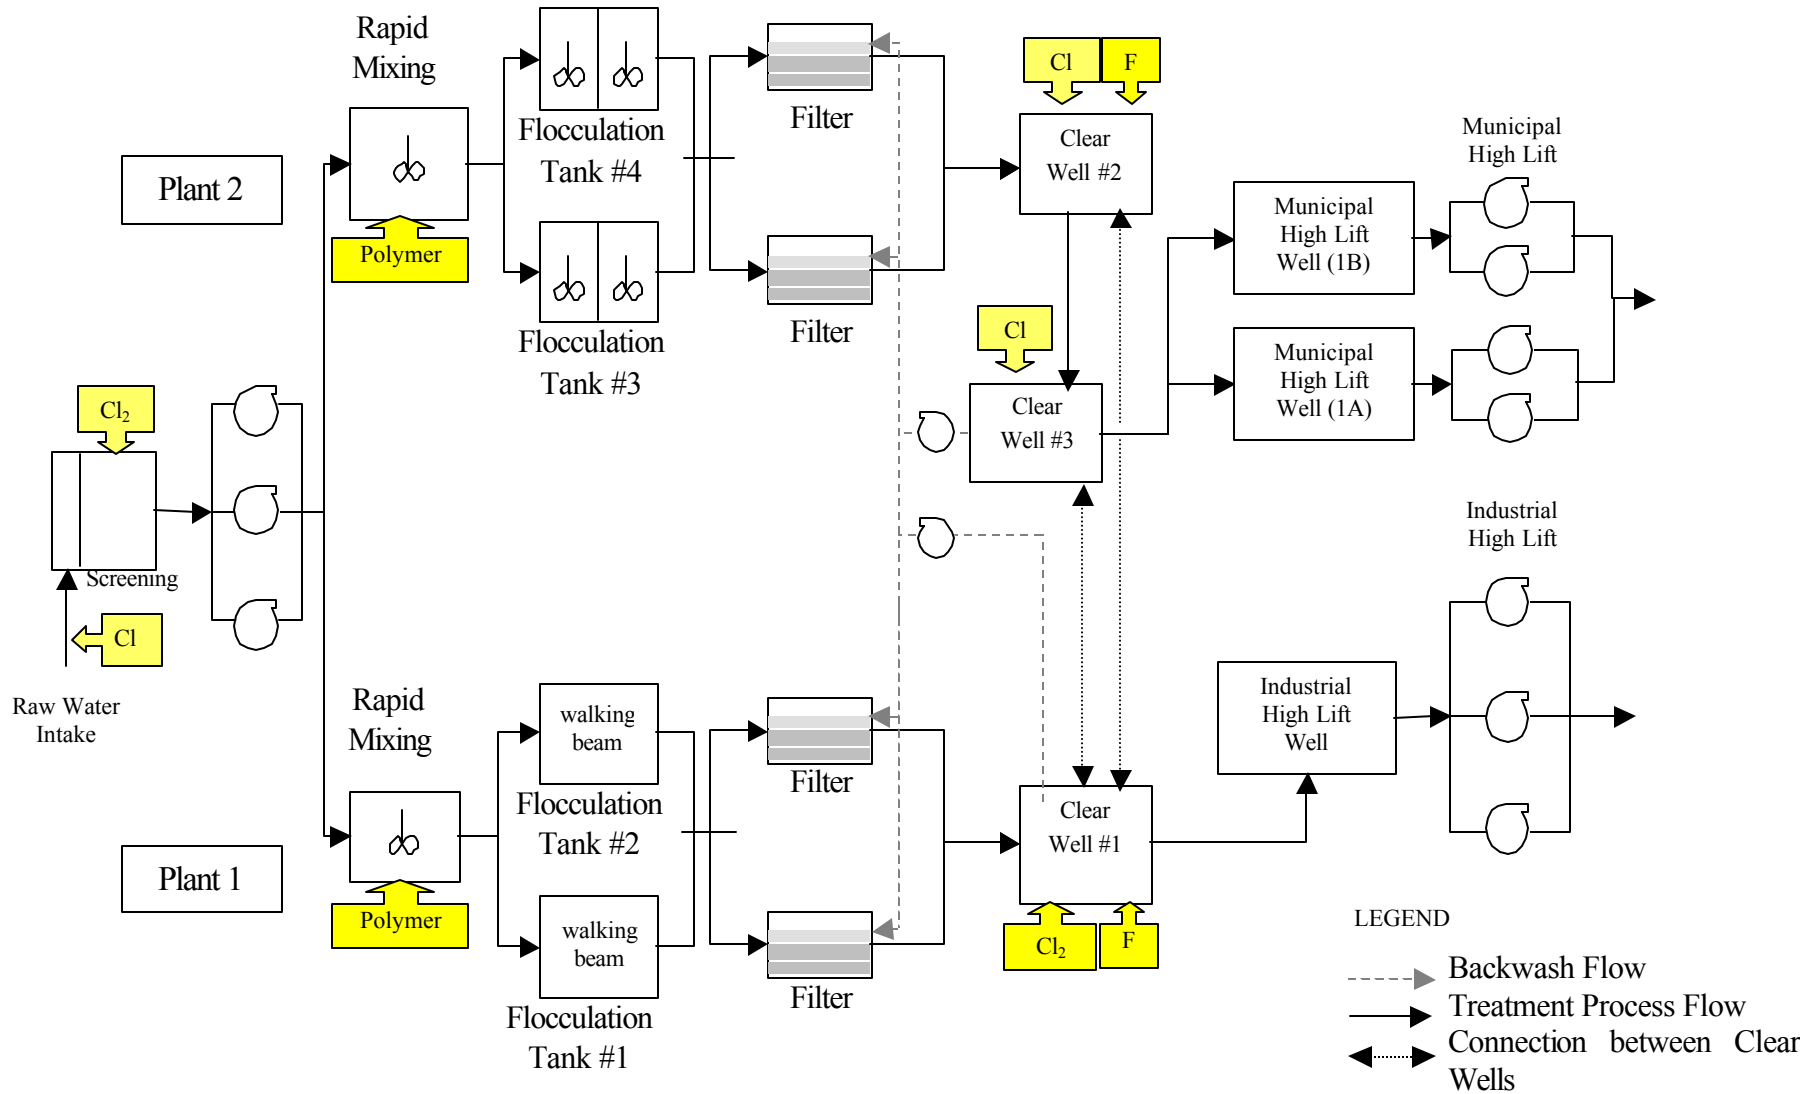 Rapid
Mixing
Flocculation
Tank #4
Filter
Cl
F
Clear
Well #2
Municipal
High Lift
Plant 2
Polymer
Municipal
High Lift
Well (1B)
Flocculation
Tank #3
Filter
Cl
Municipal
High Lift
Well (1A)
Cl₂
Clear
Well #3
Screening
Cl
Raw Water
Intake
Industrial
High Lift
Rapid
Mixing
walking
beam
Flocculation
Tank #2
Filter
Clear
Well #1
Industrial
High Lift
Well
Plant 1
Polymer
walking
beam
Flocculation
Tank #1
Filter
Cl₂
F
LEGEND
Backwash Flow
Treatment Process Flow
Connection between Clear
Wells